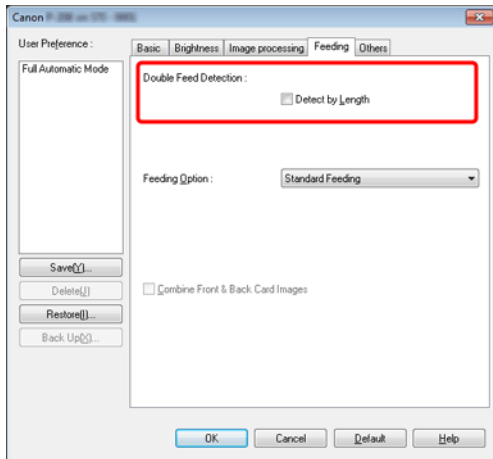 Canon
User Preference :
Full Automatic Mode
Save(Y)...
Delete(J)
Restore(I)...
Back Up(X)...
Basic Brightness Image processing Feeding Others
Double Feed Detection :
Detect by Length
Feeding Option : Standard Feeding
Combine Front & Back Card Images
OK Cancel Default Help